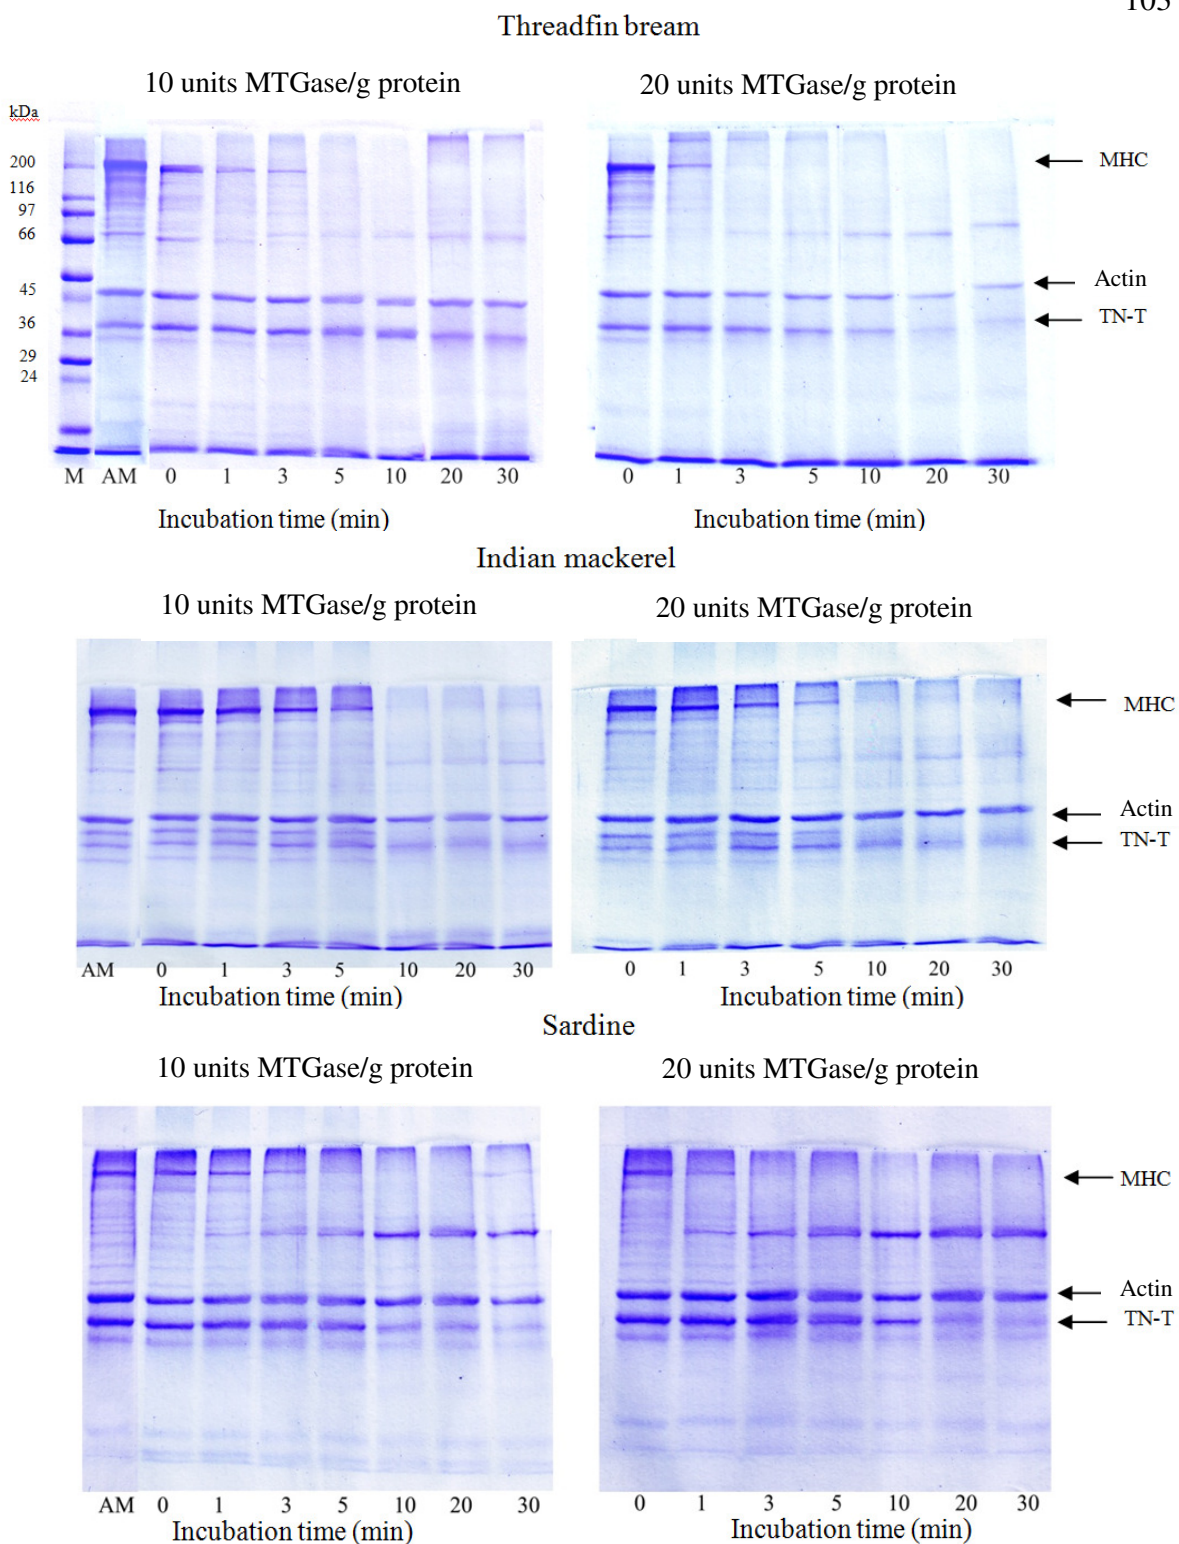 Threadfin bream
10 units MTGase/g protein
20 units MTGase/g protein
kDa
200
116
97
66
45
36
29
24
MHC
Actin
TN-T
M AM 0 1 3 5 10 20 30
0 1 3 5 10 20 30
Incubation time (min)
Incubation time (min)
Indian mackerel
10 units MTGase/g protein
20 units MTGase/g protein
MHC
Actin
TN-T
AM 0 1 3 5 10 20 30
0 1 3 5 10 20 30
Incubation time (min)
Incubation time (min)
Sardine
10 units MTGase/g protein
20 units MTGase/g protein
MHC
Actin
TN-T
AM 0 1 3 5 10 20 30
0 1 3 5 10 20 30
Incubation time (min)
Incubation time (min)